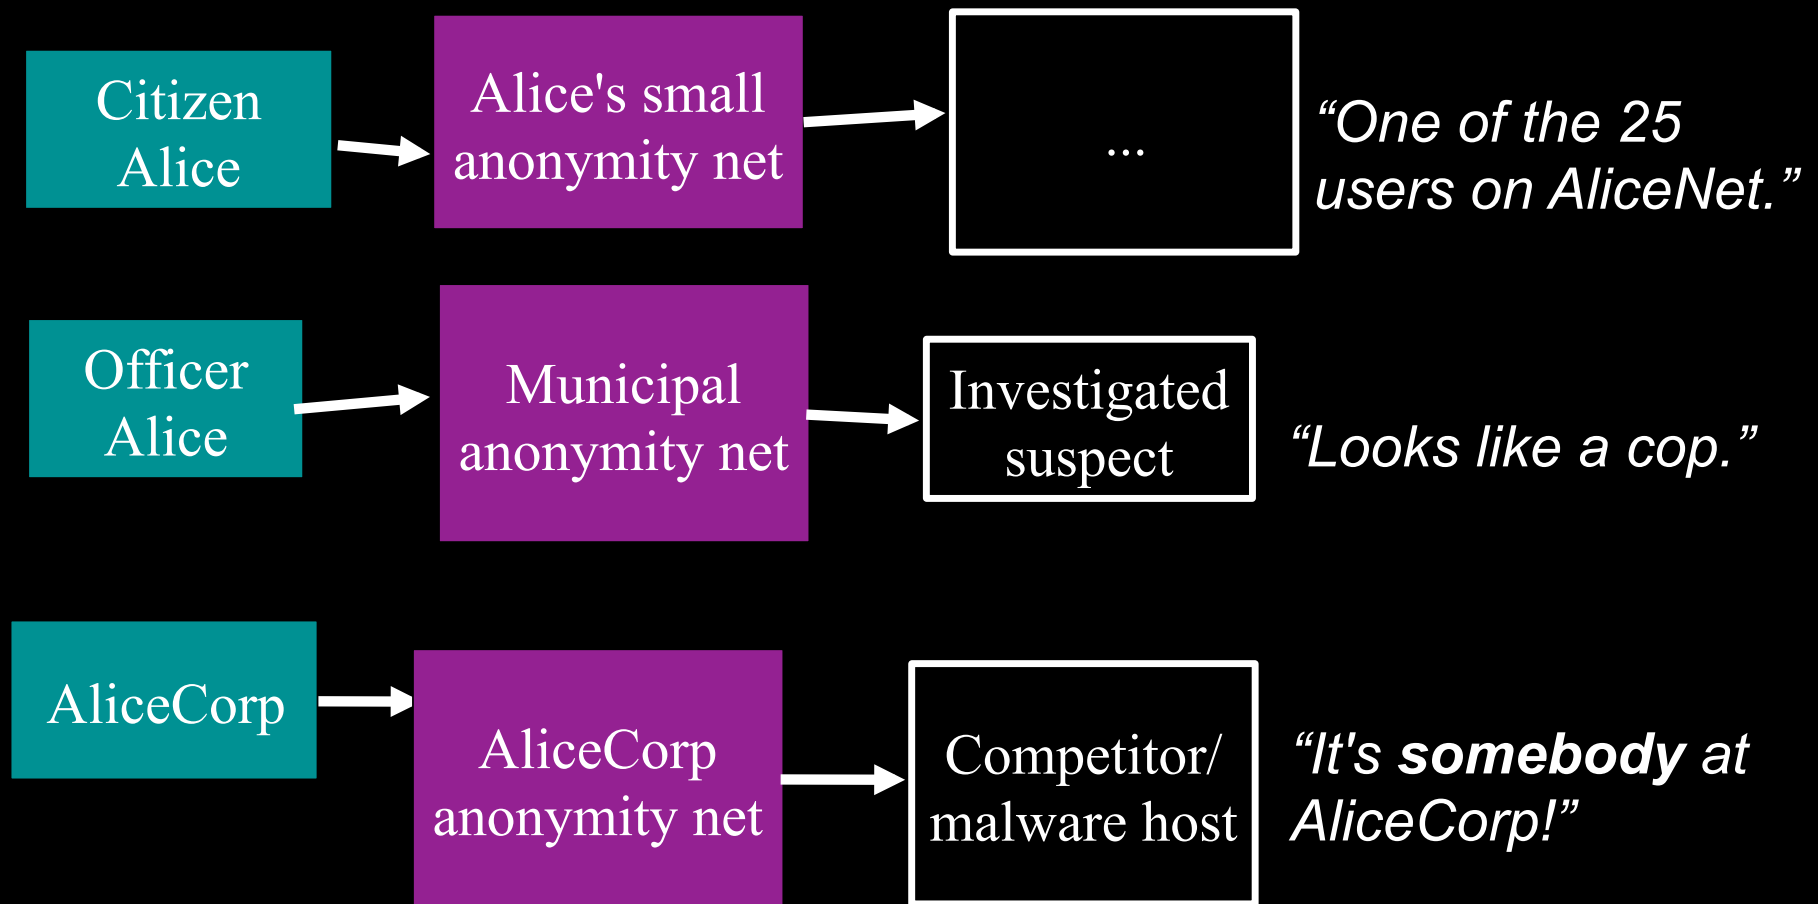 Citizen
Alice
Alice's small
anonymity net
...
“One of the 25
users on AliceNet.”
Officer
Alice
Municipal
anonymity net
Investigated
suspect
“Looks like a cop.”
AliceCorp
AliceCorp
anonymity net
Competitor/
malware host
“It's somebody at
AliceCorp!”